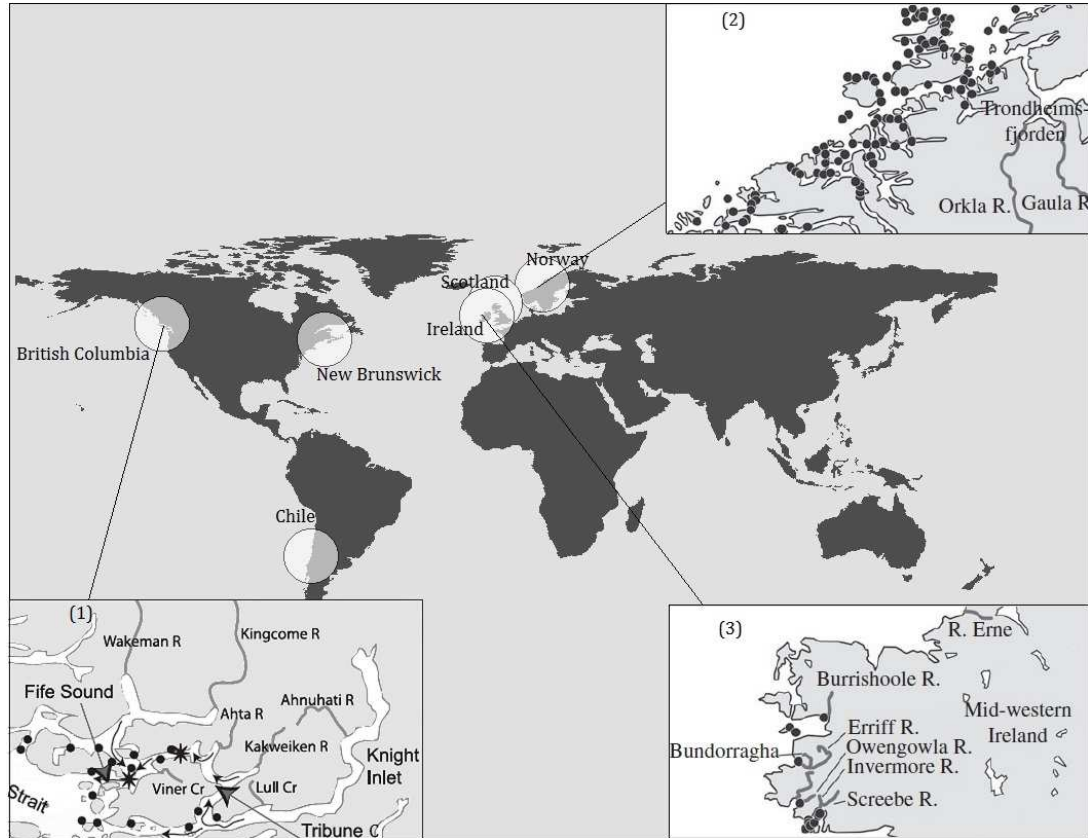 (2)
Trondheims-
fjorden
Orkla R.
Gaula R
Norway
Scotland
Ireland
British Columbia
New Brunswick
Chile
(1)
Wakeman R
Kingcome R
Fife Sound
Ahta R
Ahnuhati R
Kakweiken R
Knight
Inlet
Viner Cr
Lull Cr
Strait
Tribune C
(3)
R. Erne
Burrishoole R.
Mid-western
Ireland
Erriff R.
Bundorragha
Owengowla R.
Invermore R.
Screebe R.